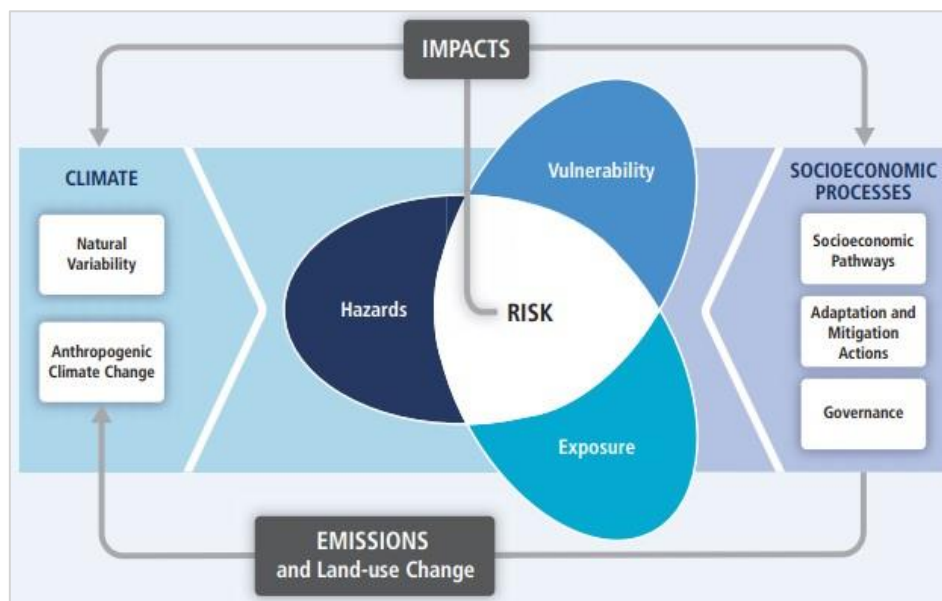 IMPACTS
CLIMATE
Natural
Variability
Anthropogenic
Climate Change
Vulnerability
Hazards
RISK
Exposure
SOCIOECONOMIC
PROCESSES
Socioeconomic
Pathways
Adaptation and
Mitigation
Actions
Governance
EMISSIONS
and Land-use Change